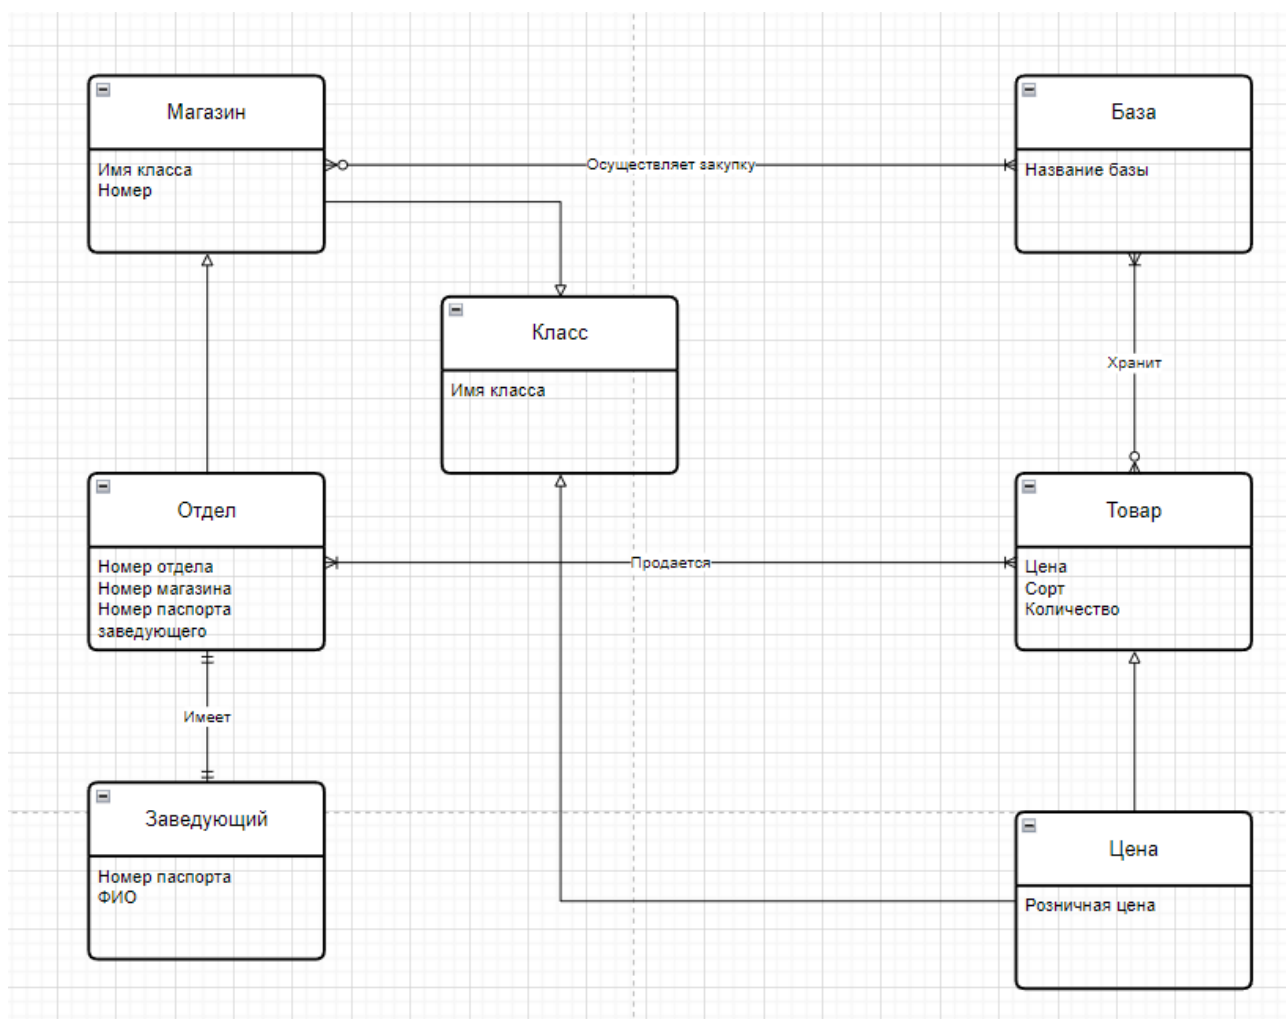 Магазин
Имя класса
Номер
Осуществляет закупку
База
Название базы
Класс
Имя класса
Хранит
Отдел
Номер отдела
Номер магазина
Номер паспорта
заведующего
Продается
Товар
Цена
Сорт
Количество
Имеет
Заведующий
Номер паспорта
ФИО
Цена
Розничная цена